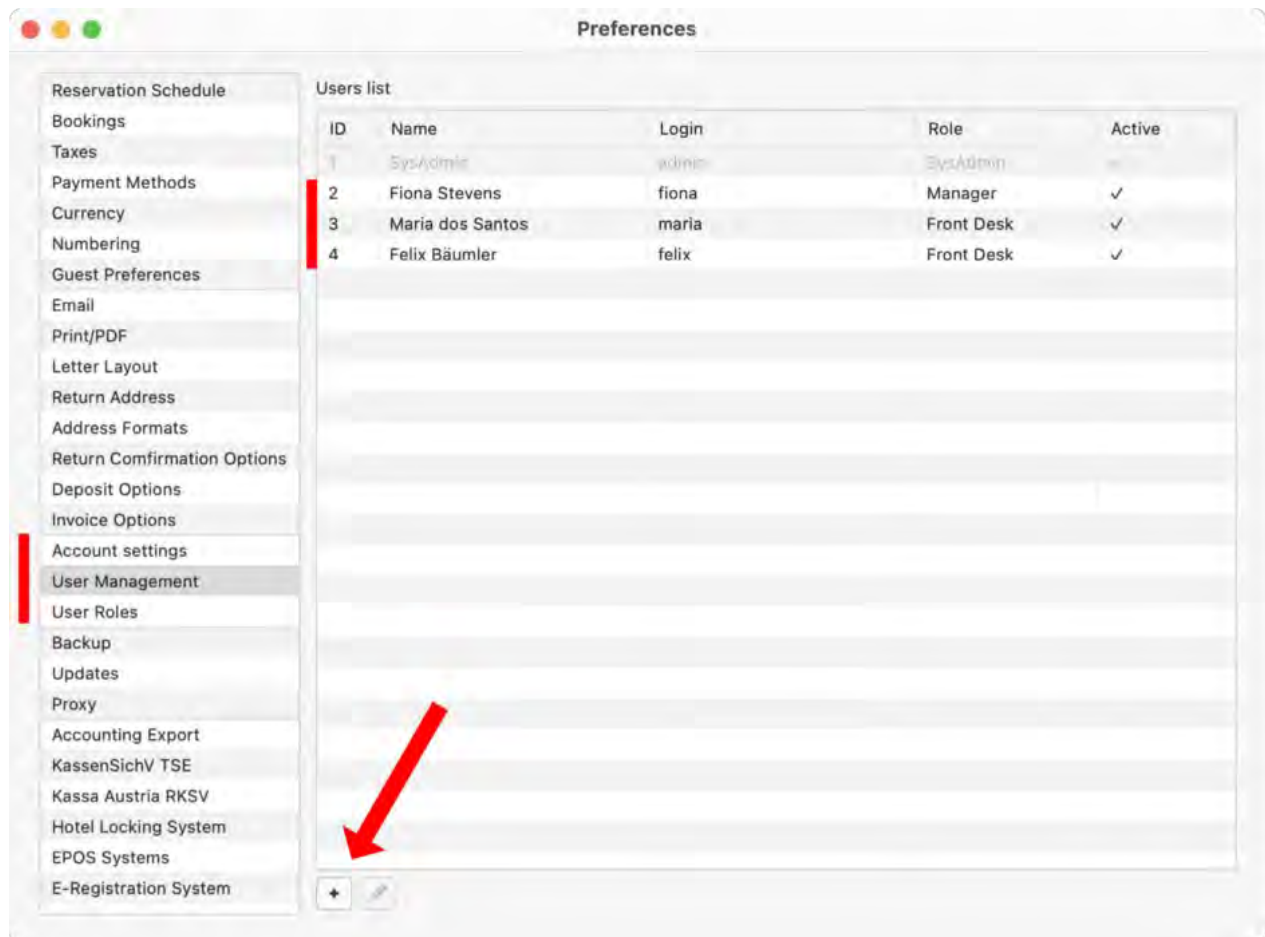 Preferences
Reservation Schedule
Bookings
Taxes
Payment Methods
Currency
Numbering
Guest Preferences
Email
Print/PDF
Letter Layout
Return Address
Address Formats
Return Comfirmation Options
Deposit Options
Invoice Options
Account settings
User Management
User Roles
Backup
Updates
Proxy
Accounting Export
KassenSichV TSE
Kassa Austria RKSV
Hotel Locking System
EPOS Systems
E-Registration System
Users list
ID Name Login Role Active
1 SysAdmin admin SysAdmin ✓
2 Fiona Stevens fiona Manager ✓
3 Maria dos Santos maria Front Desk ✓
4 Felix Bäumler felix Front Desk ✓
+